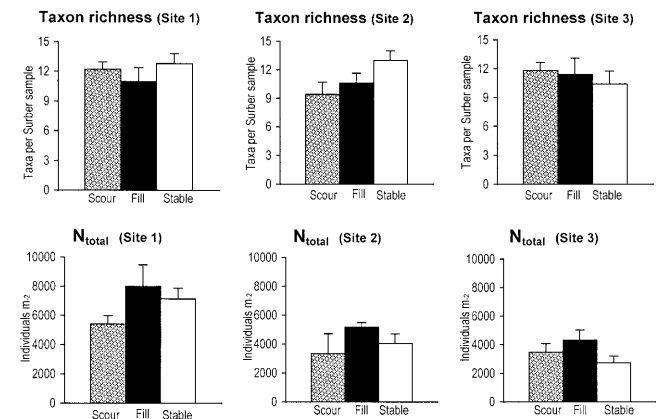 Taxon richness (Site 1)
Taxa per Surber sample
15
12
9
6
3
0
Scour Fill Stable
Taxon richness (Site 2)
Taxa per Surber sample
15
12
9
6
3
0
Scour Fill Stable
Taxon richness (Site 3)
Taxa per Surber sample
15
12
9
6
3
0
Scour Fill Stable
Ntotal (Site 1)
Individuals m-2
10000
8000
6000
4000
2000
0
Scour Fill Stable
Ntotal (Site 2)
Individuals m-2
10000
8000
6000
4000
2000
0
Scour Fill Stable
Ntotal (Site 3)
Individuals m-2
10000
8000
6000
4000
2000
0
Scour Fill Stable